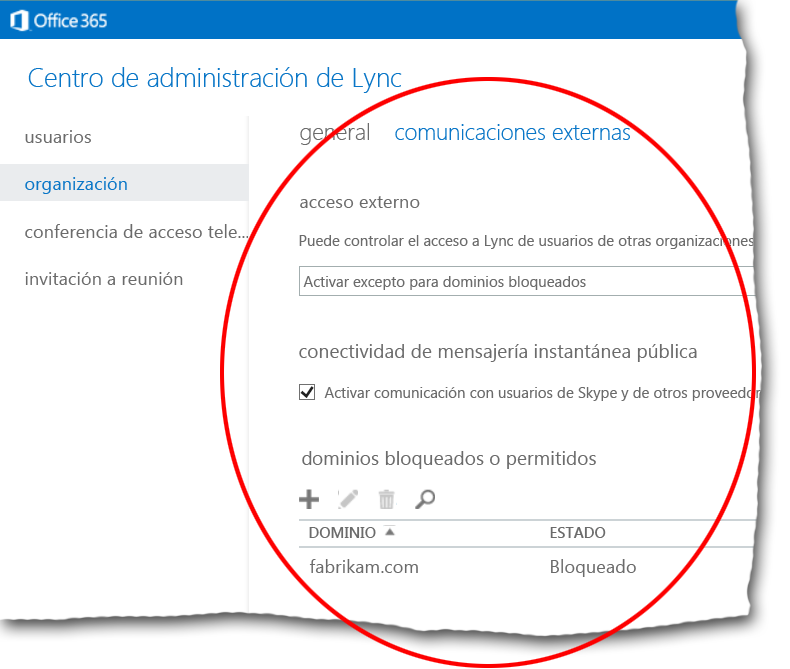 Office 365
Centro de administración de Lync
usuarios
organización
conferencia de acceso tele...
invitación a reunión
general comunicaciones externas
acceso externo
Puede controlar el acceso a Lync de usuarios de otras organizaciones
Activar excepto para dominios bloqueados
conectividad de mensajería instantánea pública
Activar comunicación con usuarios de Skype y de otros proveedor
dominios bloqueados o permitidos
DOMINIO ESTADO
fabrikam.com Bloqueado